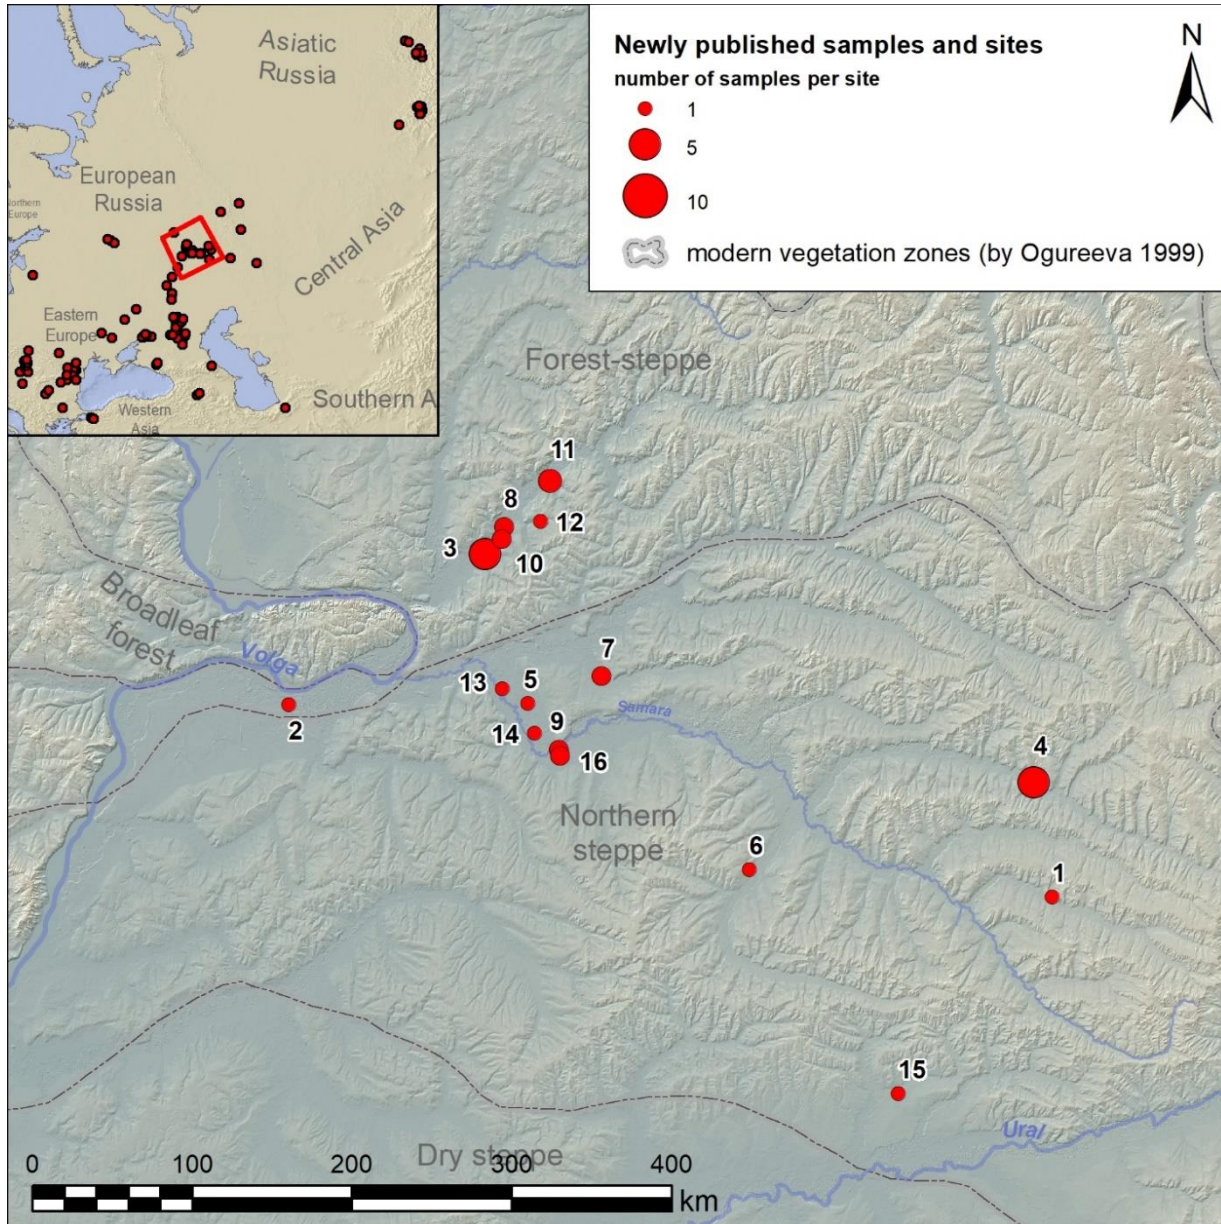 Asiatic
Russia
European
Russia
Northern
Europe
Central Asia
Eastern
Europe
Western
Asia
Southern A
Newly published samples and sites
number of samples per site
1
5
10
modern vegetation zones (by Ogureeva 1999)
N
Forest-steppe
11
8
12
3
10
Broadleaf
forest
Volga
7
13
5
Samara
2
14
9
16
4
Northern
steppe
6
1
15
Ural
Dry steppe
0
100
200
300
400
km